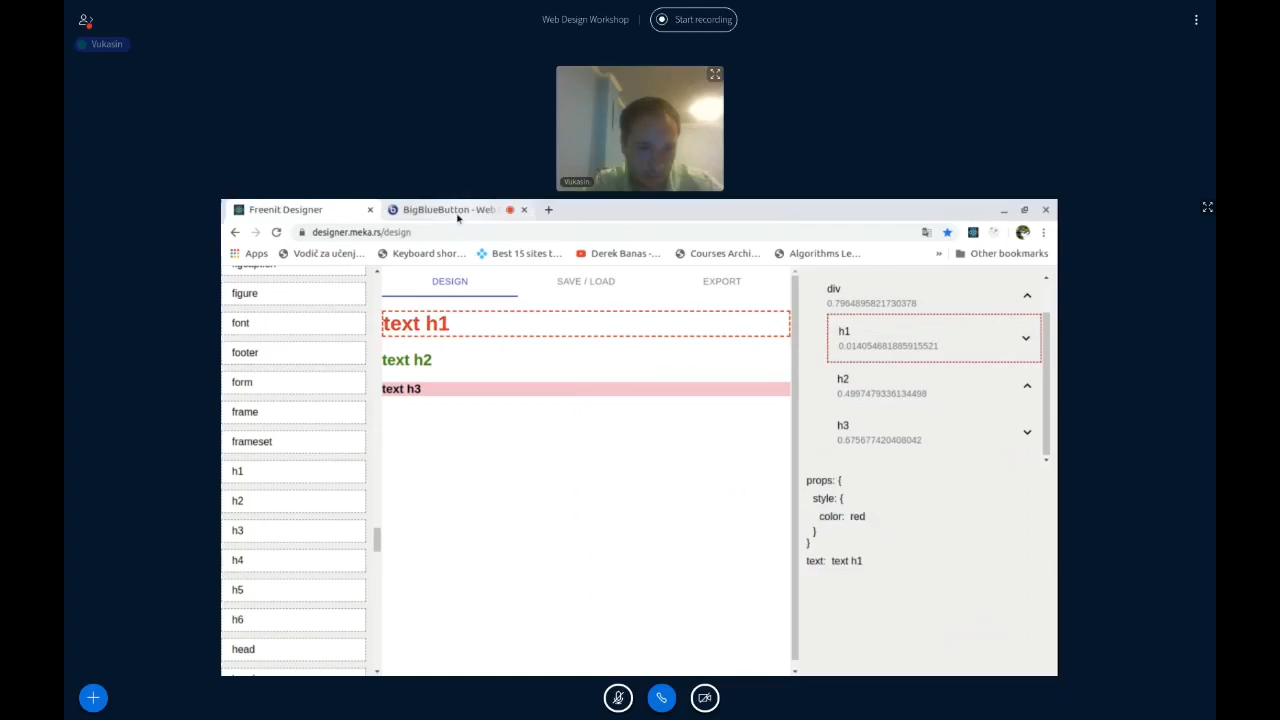 Web Design Workshop
Start recording
Vukasin
Vukasin
Freenit Designer
BigBlueButton - Web
designer.meka.rs/design
Apps
Vodič za učenj...
Keyboard shor...
Best 15 sites t...
Derek Banas -...
Courses Archi...
Algorithms Le...
»
Other bookmarks
figure
font
footer
form
frame
frameset
h1
h2
h3
h4
h5
h6
head
DESIGN
SAVE / LOAD
EXPORT
text h1
text h2
text h3
div
0.7964895821730378
h1
0.014054681885915521
h2
0.4997479336134498
h3
0.675677420408042
props: {
style: {
color: red
}
}
text: text h1